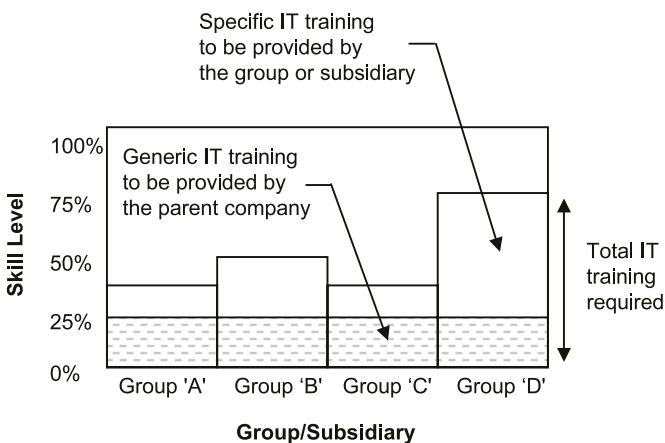 Specific IT training
to be provided by
the group or subsidiary
100%
Generic IT training
to be provided by
the parent company
75%
50%
25%
0%
Skill Level
Total IT
training
required
Group 'A' Group ‘B' Group ‘C' Group ‘D'
Group/Subsidiary